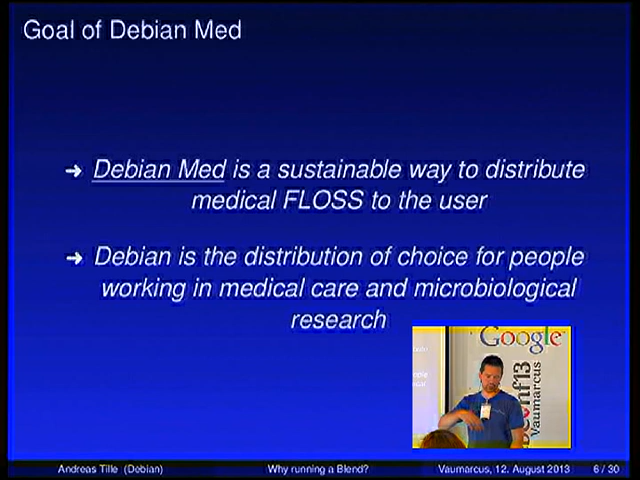 Goal of Debian Med
➜ Debian Med is a sustainable way to distribute
medical FLOSS to the user
➜ Debian is the distribution of choice for people
working in medical care and microbiological
research
Google
conf13
Vaumarcus
Andreas Tille (Debian) Why running a Blend? Vaumarcus, 12. August 2013 6 / 30